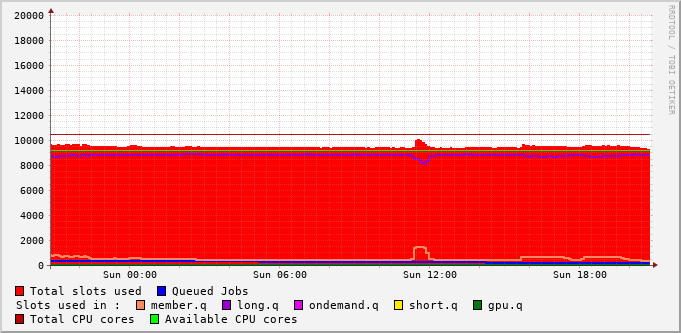 20000
18000
16000
14000
12000
10000
8000
6000
4000
2000
0
Sun 00:00 Sun 06:00 Sun 12:00 Sun 18:00
RRDTOOL / TOBI OETIKER
Total slots used Queued Jobs
Slots used in : member.q long.q ondemand.q short.q gpu.q
Total CPU cores Available CPU cores